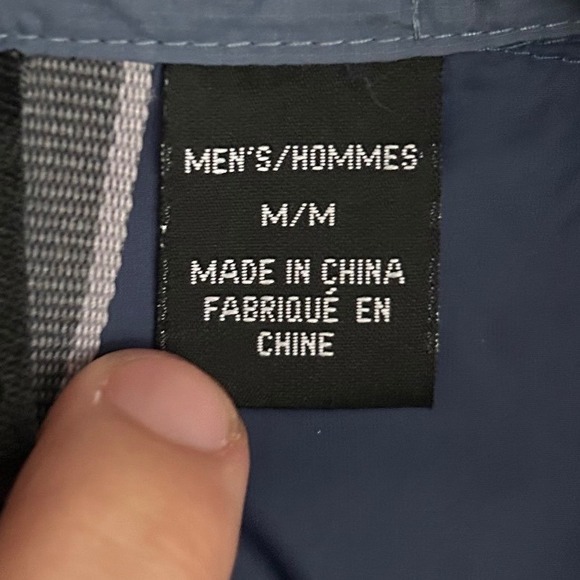 MEN'S/HOMMES
M/M
MADE IN CHINA
FABRIQUÉ EN
CHINE